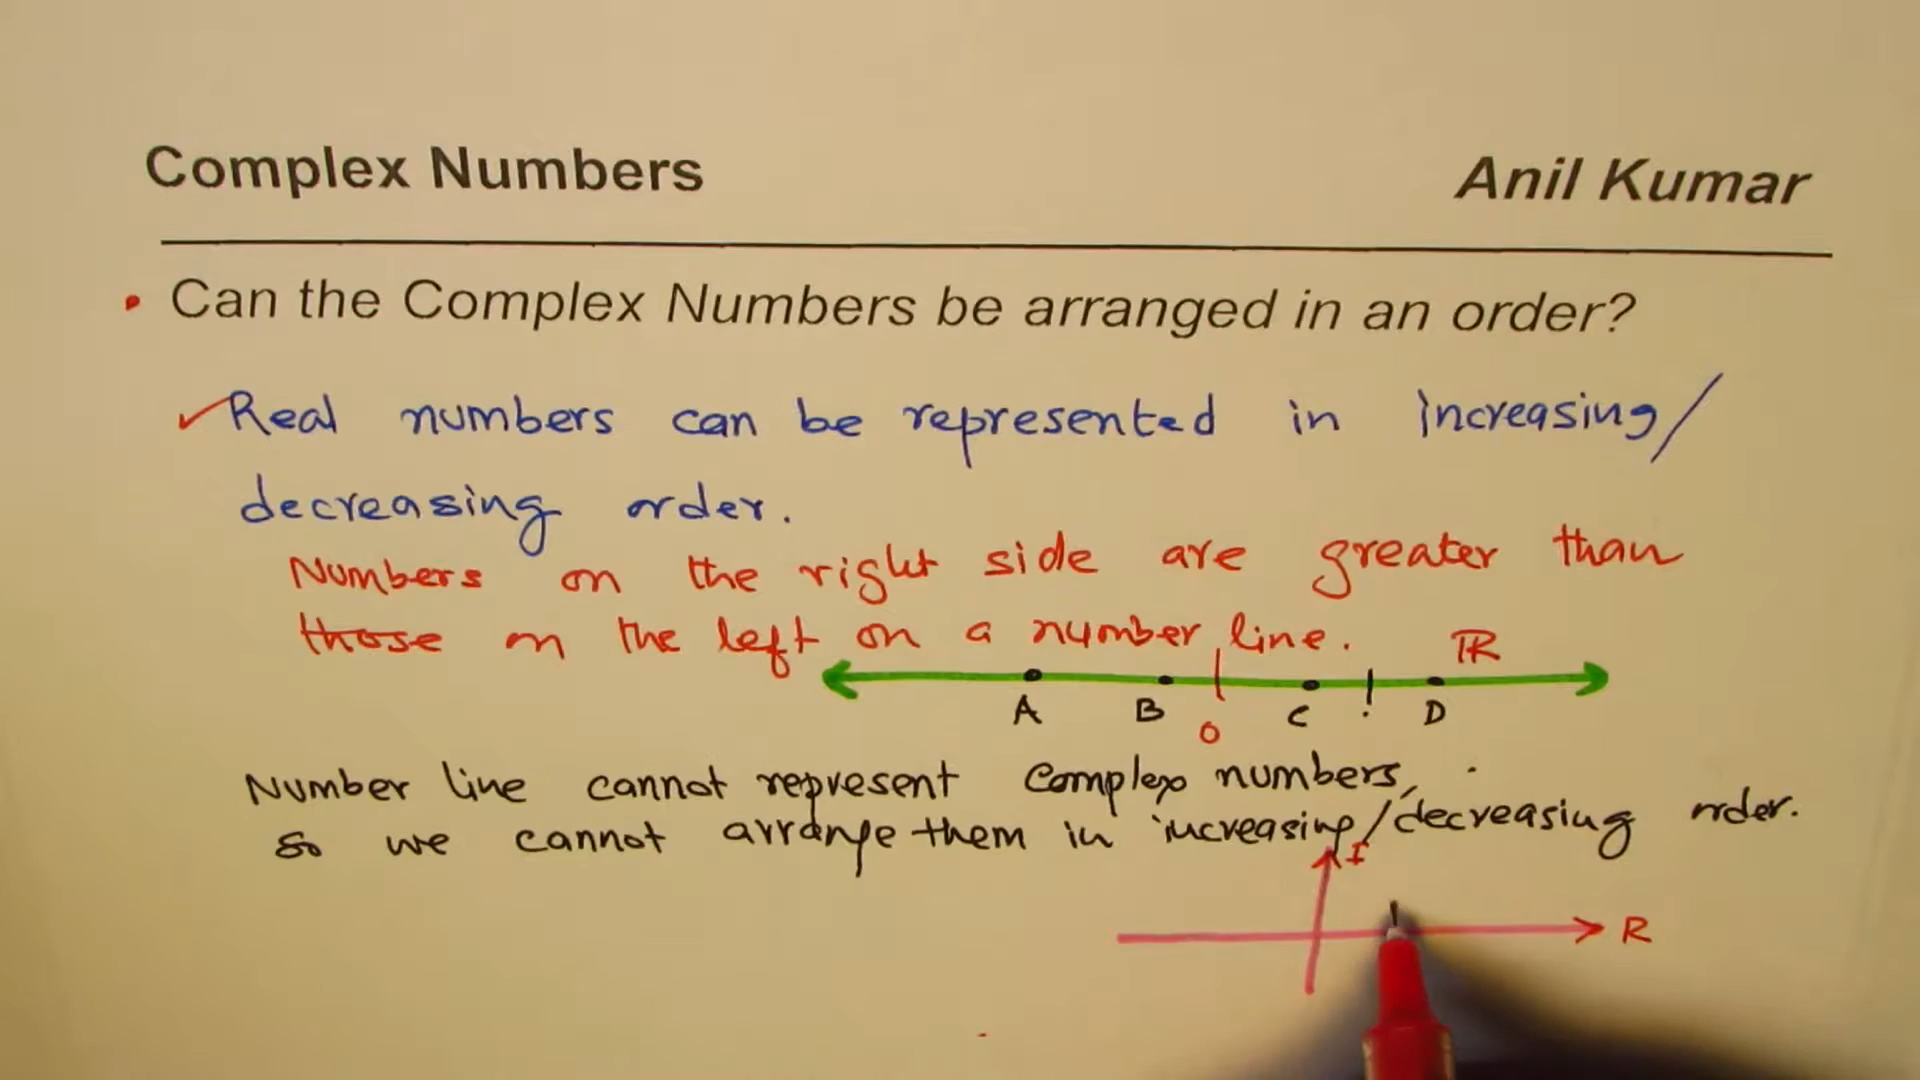 Complex Numbers Anil Kumar
• Can the Complex Numbers be arranged in an order?
✓Real numbers can be represented in increasing/
decreasing order.
Numbers on the right side are greater than
those on the left on a number line. ℝ
A B O C D
Number line cannot represent complex numbers,
so we cannot arrange them in increasing/decreasing order.
I
R